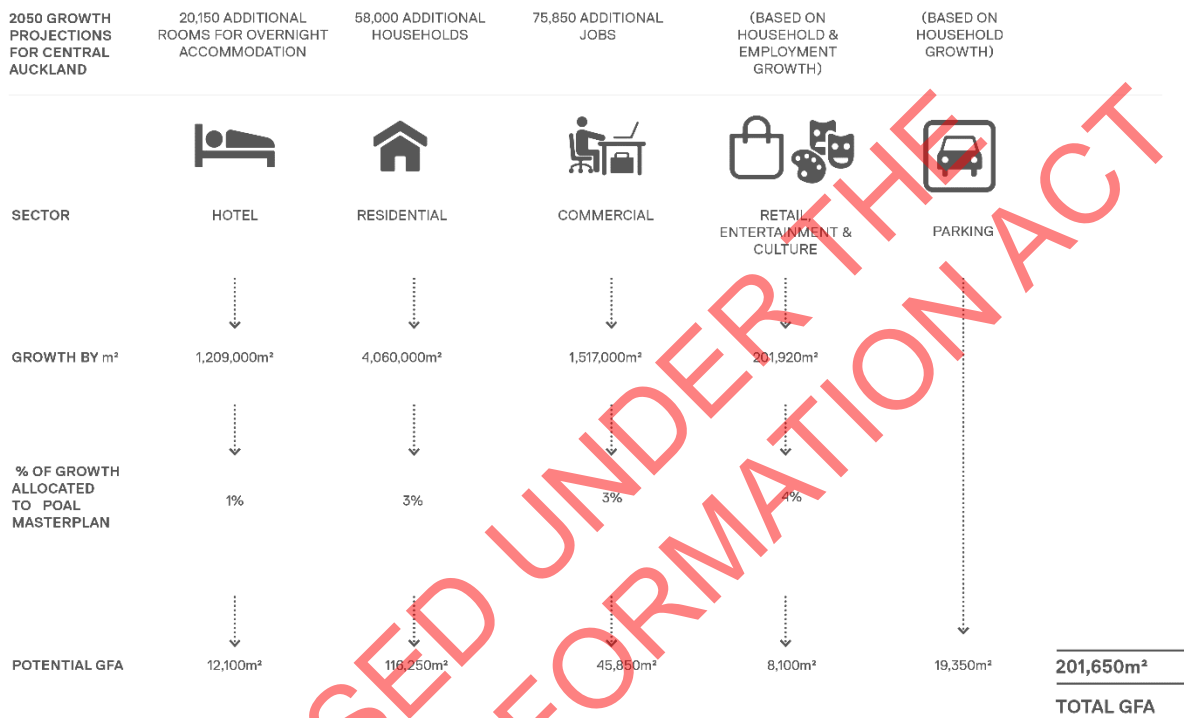 2050 GROWTH
PROJECTIONS
FOR CENTRAL
AUCKLAND
20,150 ADDITIONAL
ROOMS FOR OVERNIGHT
ACCOMMODATION
58,000 ADDITIONAL
HOUSEHOLDS
75,850 ADDITIONAL
JOBS
(BASED ON
HOUSEHOLD &
EMPLOYMENT
GROWTH)
(BASED ON
HOUSEHOLD
GROWTH)
SECTOR
HOTEL
RESIDENTIAL
COMMERCIAL
RETAIL,
ENTERTAINMENT &
CULTURE
PARKING
GROWTH BY m²
1,209,000m²
4,060,000m²
1,517,000m²
201,920m²
% OF GROWTH
ALLOCATED
TO POAL
MASTERPLAN
1%
3%
3%
4%
POTENTIAL GFA
12,100m²
116,250m²
45,850m²
8,100m²
19,350m²
201,650m²
TOTAL GFA
SED UNDER THE
FORMATION ACT